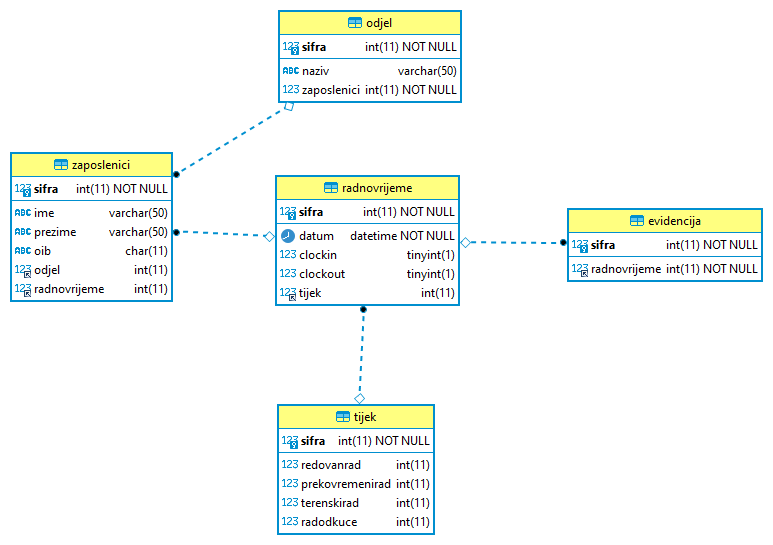 odjel
123 sifra int(11) NOT NULL
ABC naziv varchar(50)
123 zaposlenici int(11) NOT NULL
zaposlenici
123 sifra int(11) NOT NULL
ABC ime varchar(50)
ABC prezime varchar(50)
ABC oib char(11)
123 odjel int(11)
123 radnovrijeme int(11)
radnovrijeme
123 sifra int(11) NOT NULL
datum datetime NOT NULL
123 clockin tinyint(1)
123 clockout tinyint(1)
123 tijek int(11)
evidencija
123 sifra int(11) NOT NULL
123 radnovrijeme int(11) NOT NULL
tijek
123 sifra int(11) NOT NULL
123 redovanrad int(11)
123 prekovremenirad int(11)
123 terenskirad int(11)
123 radodkuce int(11)